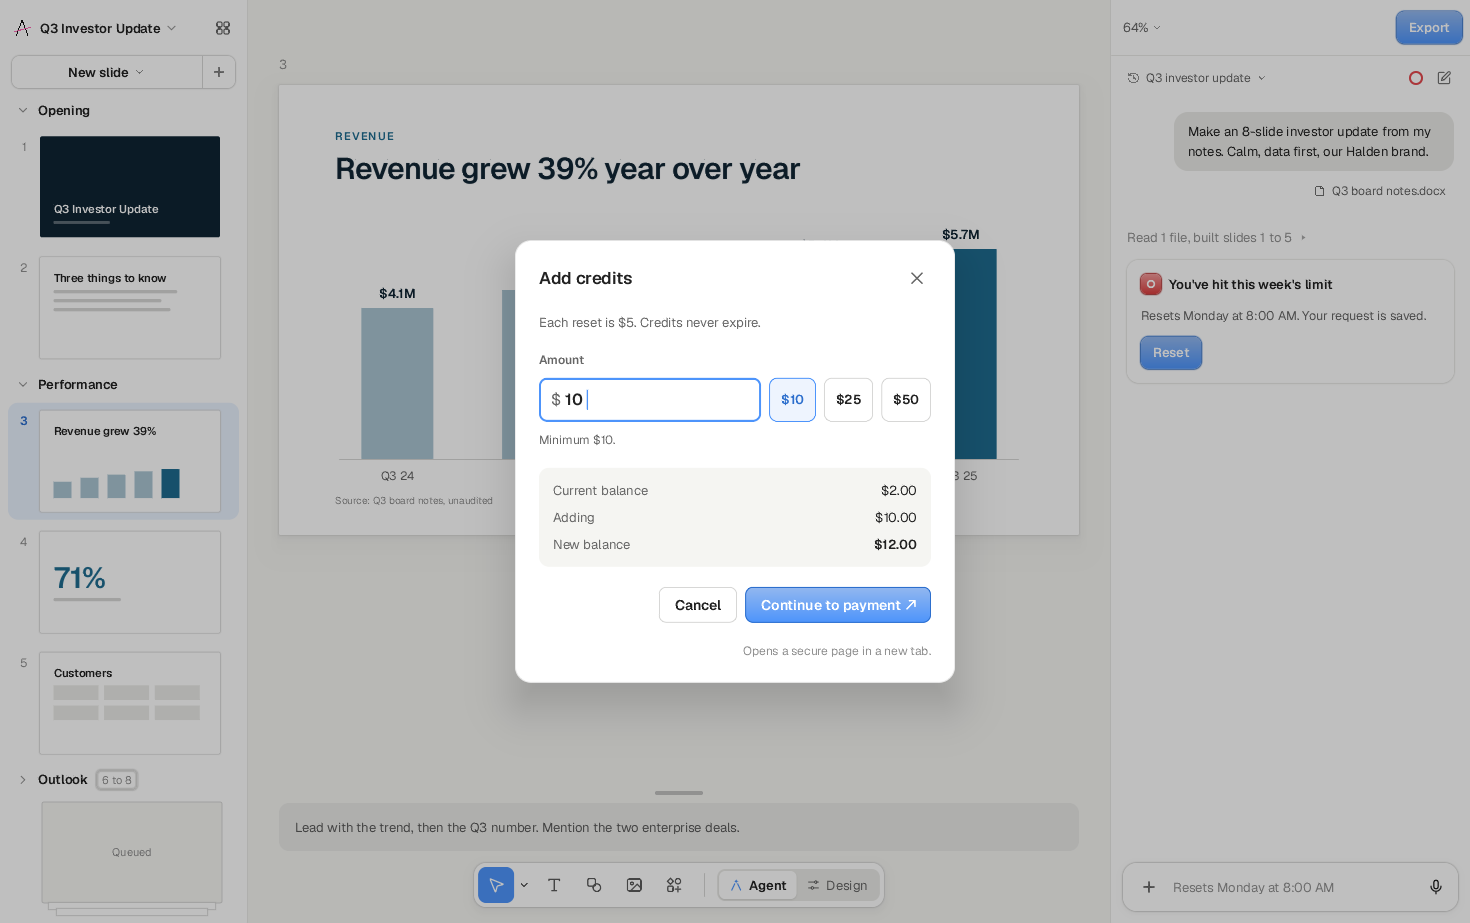 Q3 Investor Update
New slide
Opening
1
Q3 Investor Update
2
Three things to know
Performance
3
Revenue grew 39%
4
71%
5
Customers
Outlook
6 to 8
Queued
3
REVENUE
Revenue grew 39% year over year
$4.1M
$5.7M
Q3 24
25
Source: Q3 board notes, unaudited
Add credits
Each reset is $5. Credits never expire.
Amount
$ 10
$10
$25
$50
Minimum $10.
Current balance $2.00
Adding $10.00
New balance $12.00
Cancel
Continue to payment
Opens a secure page in a new tab.
Lead with the trend, then the Q3 number. Mention the two enterprise deals.
Agent
Design
64%
Export
Q3 investor update
Make an 8-slide investor update from my
notes. Calm, data first, our Halden brand.
Q3 board notes.docx
Read 1 file, built slides 1 to 5
You've hit this week's limit
Resets Monday at 8:00 AM. Your request is saved.
Reset
Resets Monday at 8:00 AM